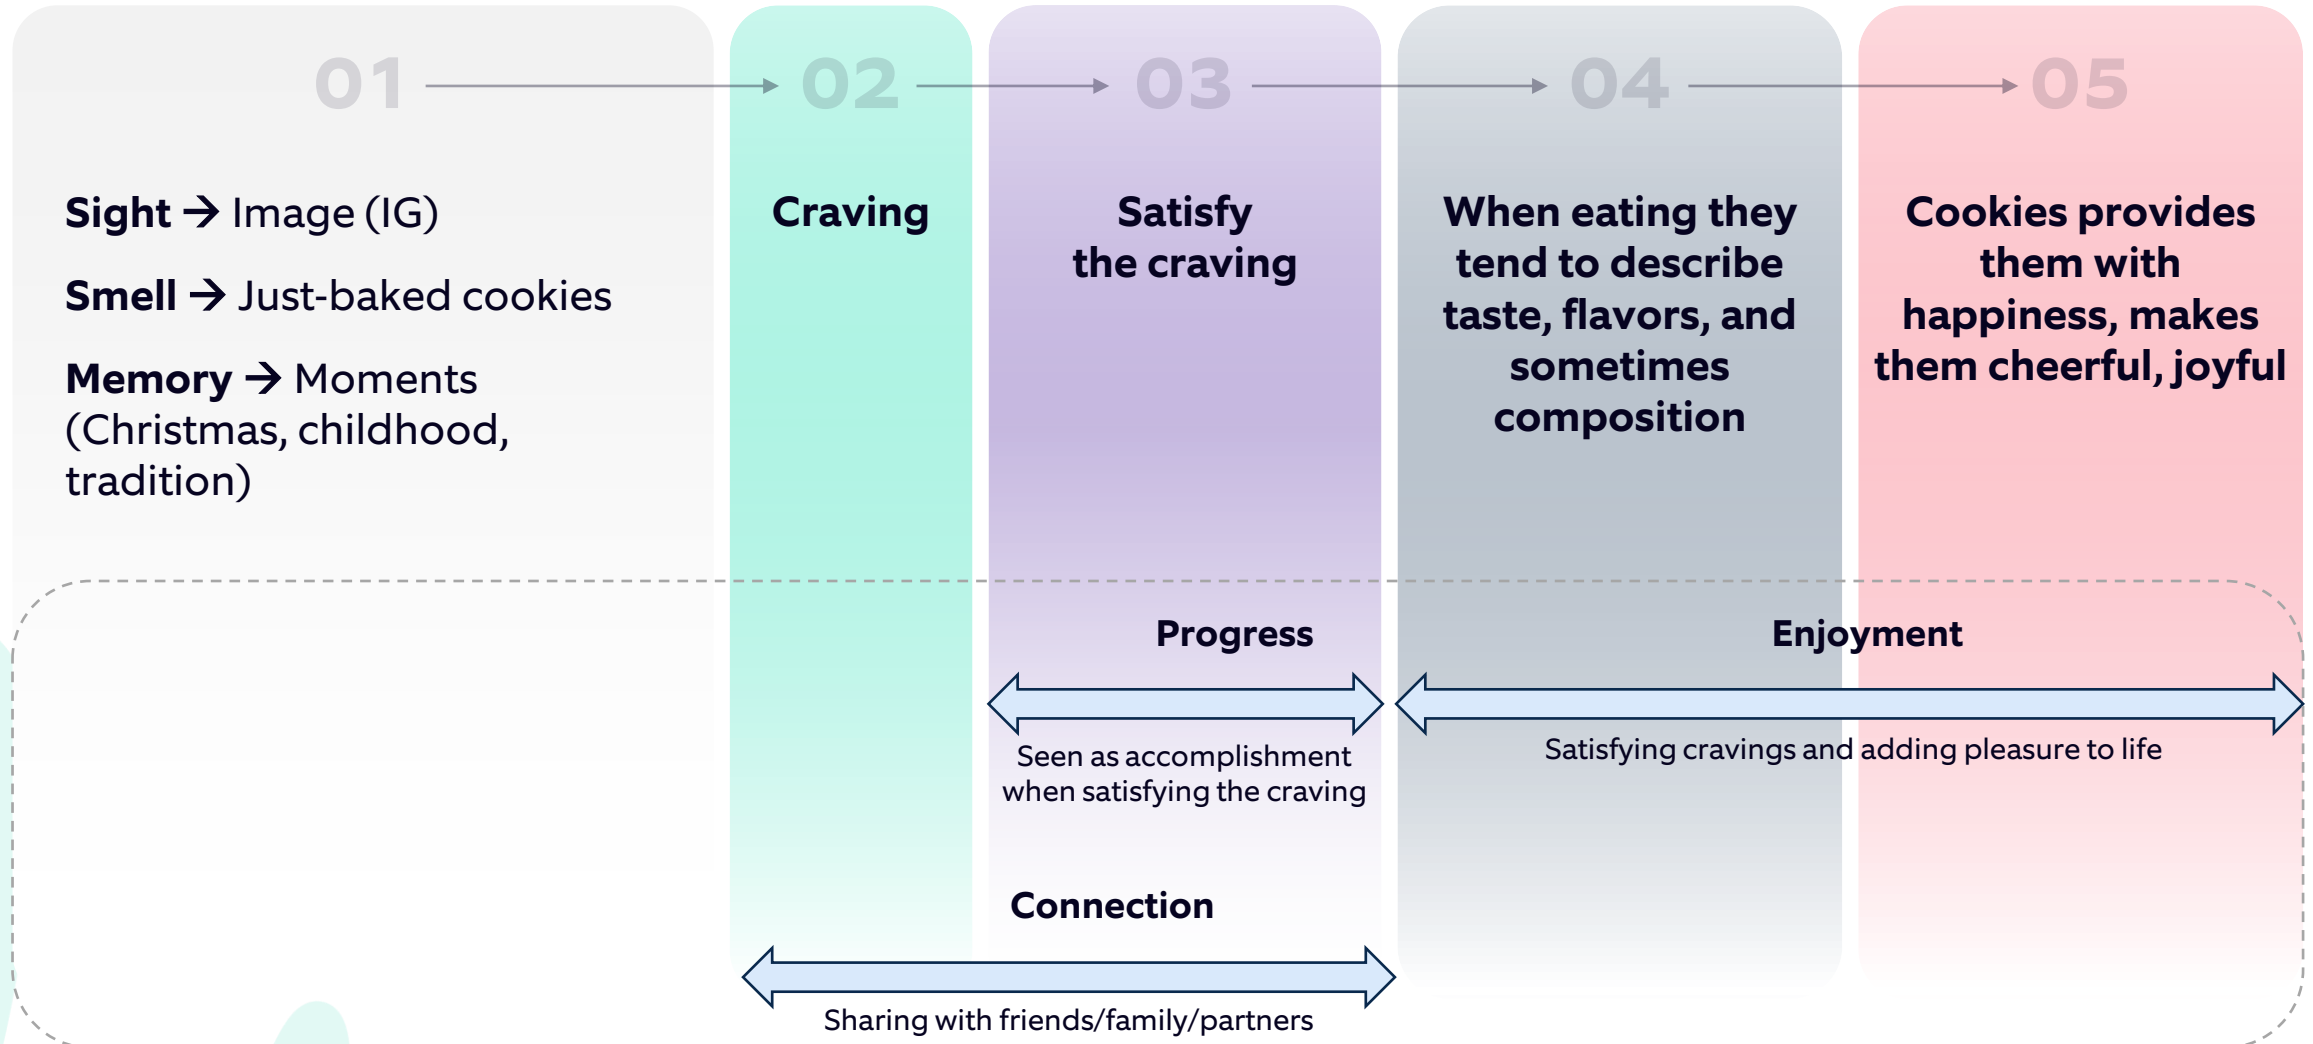 01
02
03
04
05
Sight → Image (IG)
Smell → Just-baked cookies
Memory → Moments
(Christmas, childhood,
tradition)
Craving
Satisfy
the craving
When eating they
tend to describe
taste, flavors, and
sometimes
composition
Cookies provides
them with
happiness, makes
them cheerful, joyful
Progress
Seen as accomplishment
when satisfying the craving
Enjoyment
Satisfying cravings and adding pleasure to life
Connection
Sharing with friends/family/partners